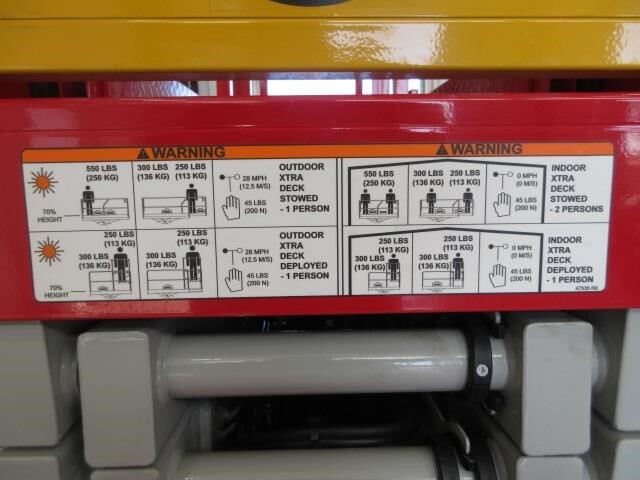 WARNING
550 LBS
(250 KG)
300 LBS 250 LBS
(136 KG) (113 KG)
28 MPH
(12.5 M/S)
45 LBS
(200 N)
OUTDOOR
XTRA
DECK
STOWED
- 1 PERSON
70%
HEIGHT
250 LBS
(113 KG)
300 LBS
(136 KG)
250 LBS
(113 KG)
300 LBS
(136 KG)
28 MPH
(12.5 M/S)
45 LBS
(200 N)
OUTDOOR
XTRA
DECK
DEPLOYED
- 1 PERSON
70%
HEIGHT
WARNING
550 LBS
(250 KG)
300 LBS 250 LBS
(136 KG) (113 KG)
0 MPH
(0 M/S)
45 LBS
(200 N)
INDOOR
XTRA
DECK
STOWED
- 2 PERSONS
250 LBS
(113 KG)
300 LBS
(136 KG)
250 LBS
(113 KG)
300 LBS
(136 KG)
0 MPH
(0 M/S)
45 LBS
(200 N)
INDOOR
XTRA
DECK
DEPLOYED
- 1 PERSON
47535 RB